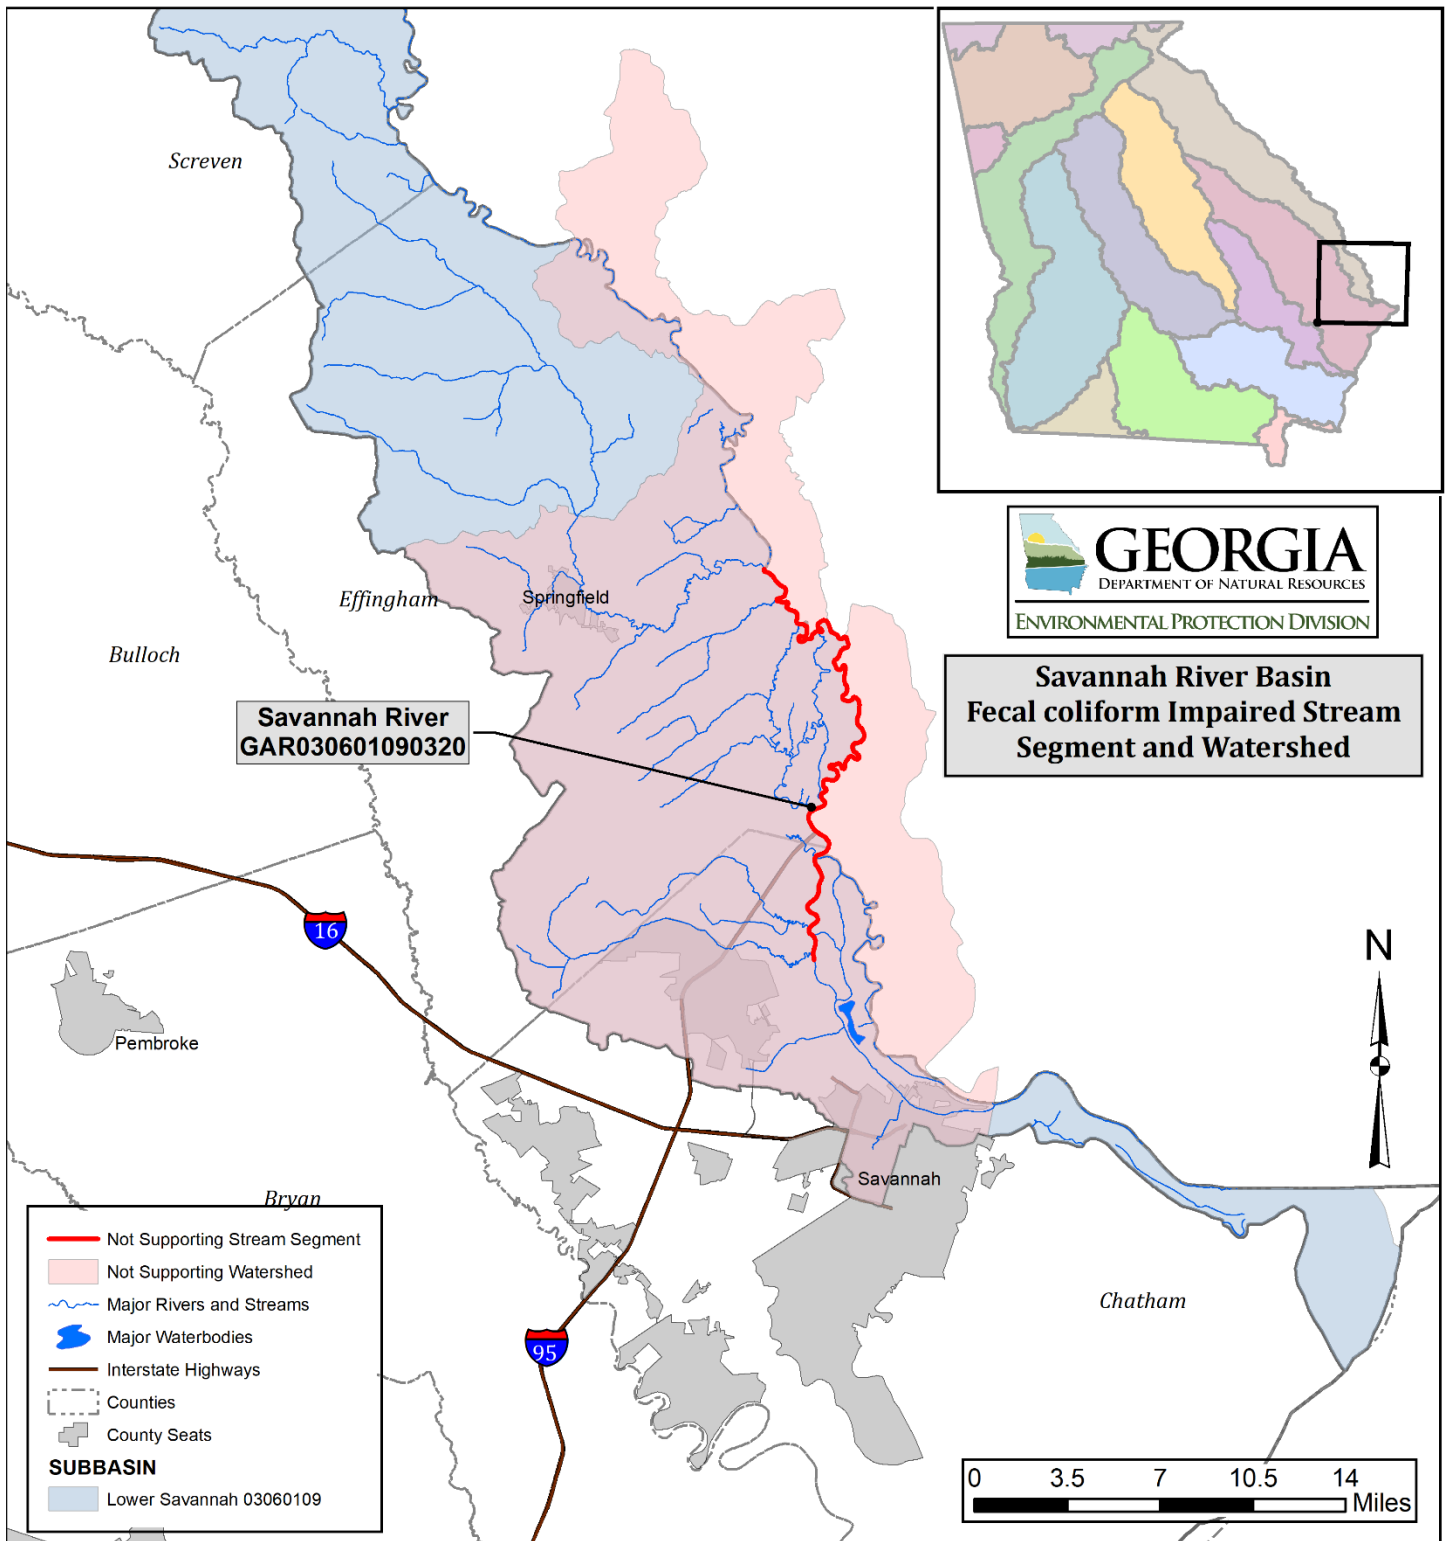 Screven
GEORGIA
DEPARTMENT OF NATURAL RESOURCES
ENVIRONMENTAL PROTECTION DIVISION
Effingham
Springfield
Bulloch
Savannah River Basin
Fecal coliform Impaired Stream
Segment and Watershed
Savannah River
GAR030601090320
16
N
Pembroke
Savannah
Bryan
Chatham
95
Not Supporting Stream Segment
Not Supporting Watershed
Major Rivers and Streams
Major Waterbodies
Interstate Highways
Counties
County Seats
SUBBASIN
Lower Savannah 03060109
0 3.5 7 10.5 14
Miles